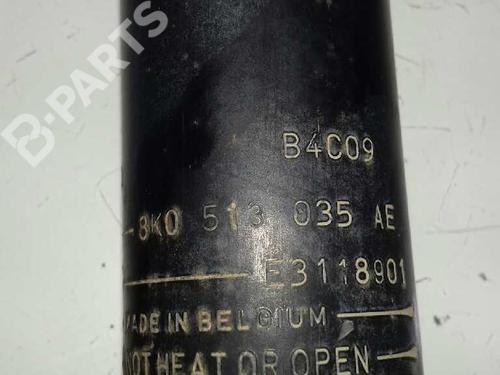 B-PARTS
B4C09
8K0 513 035 AE
E3118901
MADE IN BELGIUM
NOT HEAT OR OPEN